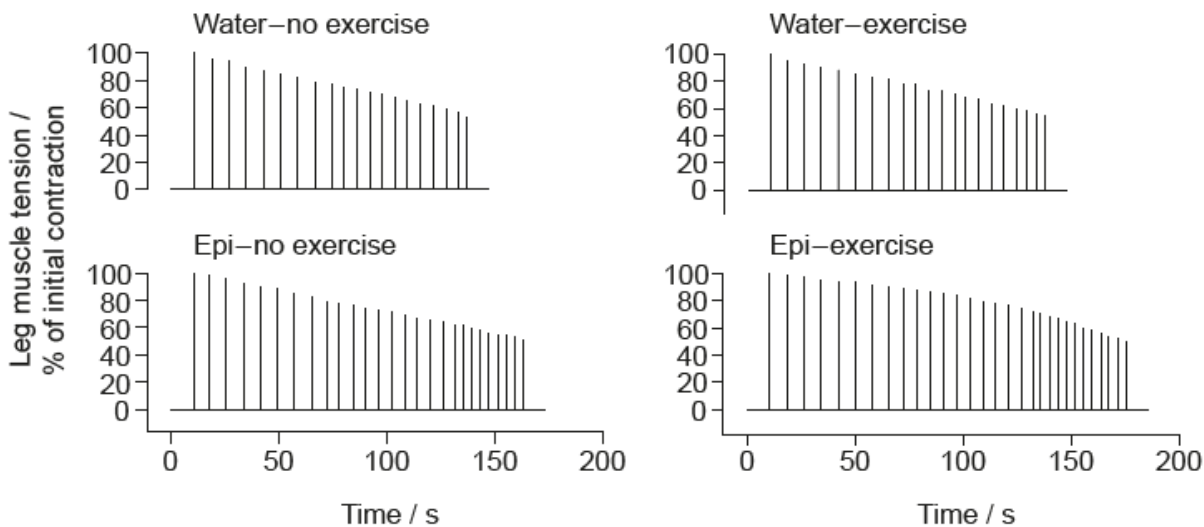 Water–no exercise
Water–exercise
100
80
60
40
20
0
100
80
60
40
20
0
Leg muscle tension /
% of initial contraction
Epi–no exercise
Epi–exercise
100
80
60
40
20
0
100
80
60
40
20
0
0 50 100 150 200
0 50 100 150 200
Time / s
Time / s